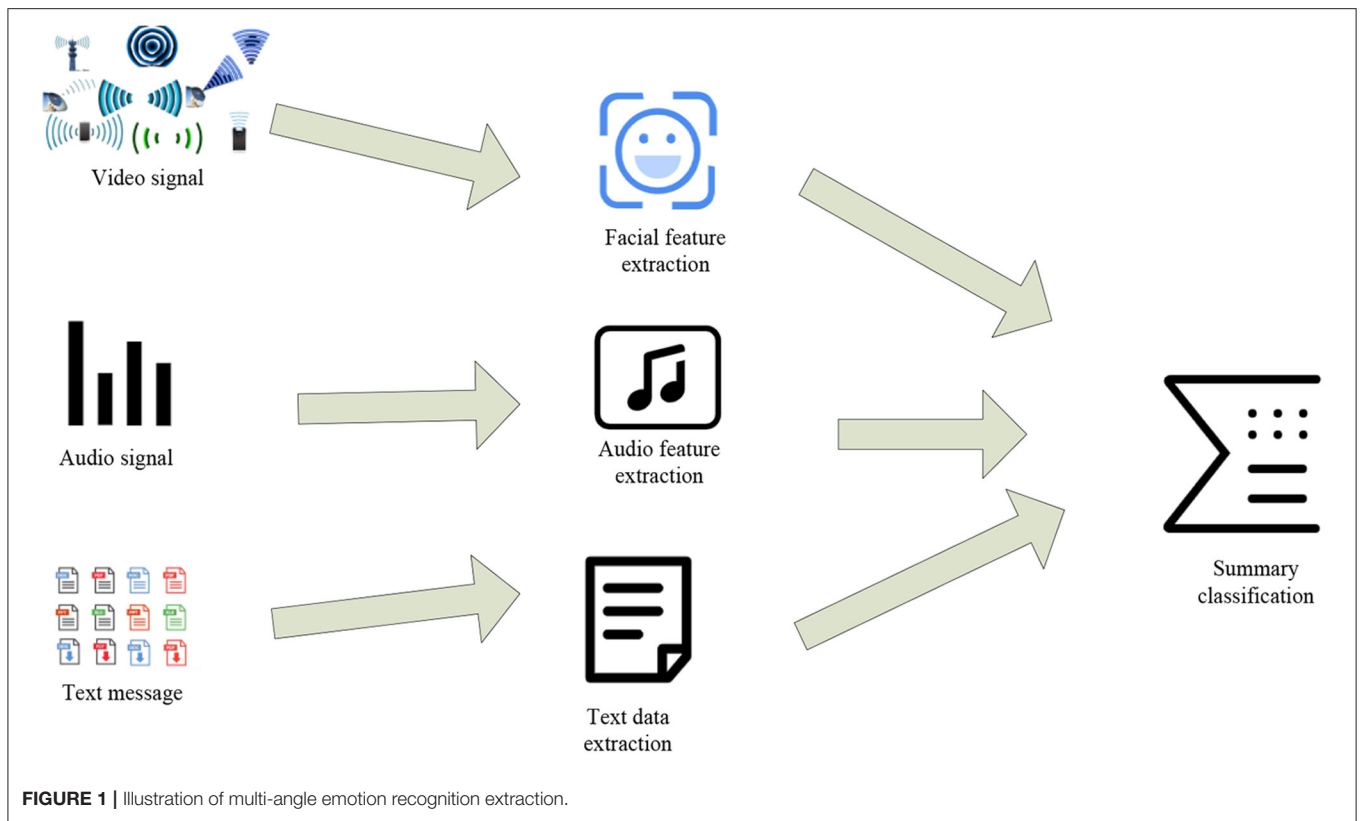 Video signal
Facial feature
extraction
Audio signal
Audio feature
extraction
Text message
Text data
extraction
Summary
classification
FIGURE 1 | Illustration of multi-angle emotion recognition extraction.